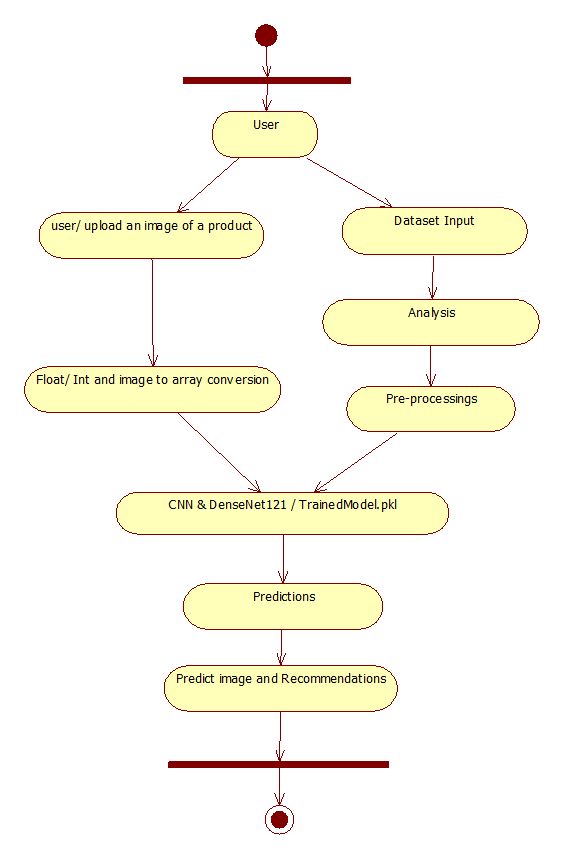 User
user/ upload an image of a product
Dataset Input
Analysis
Float/ Int and image to array conversion
Pre-processings
CNN & DenseNet121 / TrainedModel.pkl
Predictions
Predict image and Recommendations